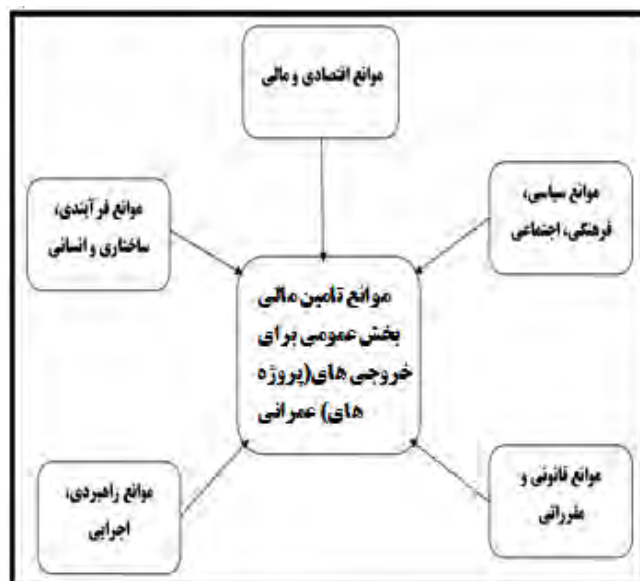 موانع اقتصادی و مالی
موانع سیاسی،
فرهنگی، اجتماعی
موانع فرآیندی،
ساختاری و انسانی
موانع تامین مالی
بخش عمومی برای
خروجی های(پروژه
های) عمرانی
موانع قانونی و
مقرراتی
موانع راهبردی،
اجرایی